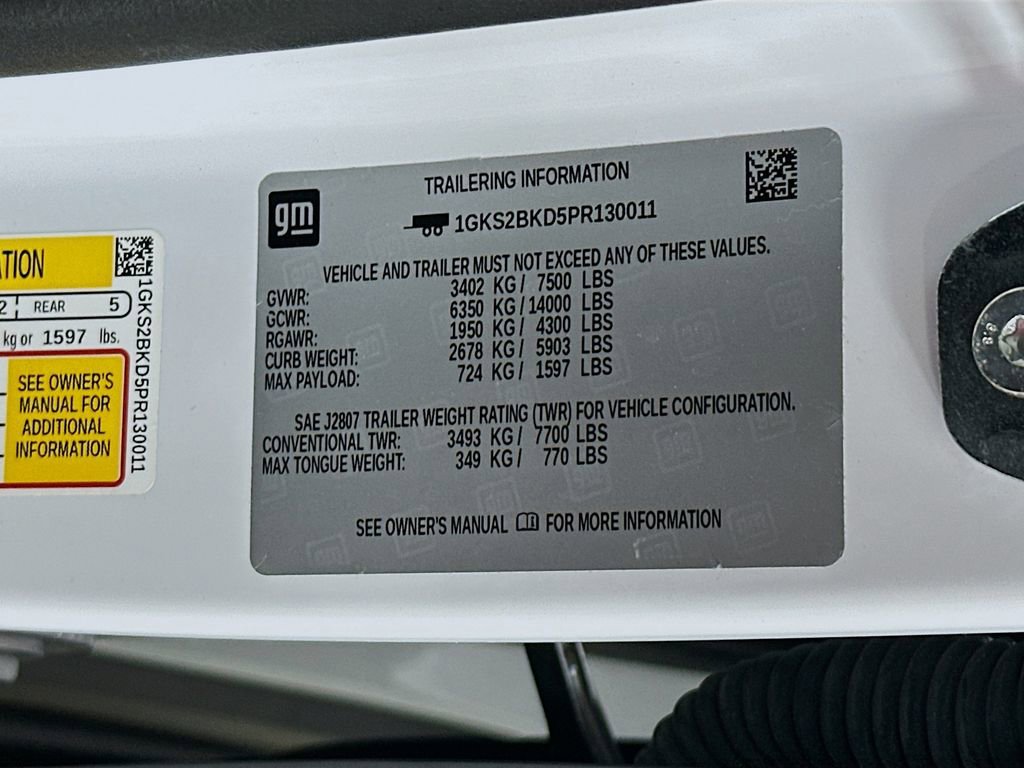 ATION
2 REAR 5
kg or 1597 lbs.
SEE OWNER'S
MANUAL FOR
ADDITIONAL
INFORMATION
1GKS2BKD5PR130011
gm
TRAILERING INFORMATION
1GKS2BKD5PR130011
VEHICLE AND TRAILER MUST NOT EXCEED ANY OF THESE VALUES.
GVWR: 3402 KG / 7500 LBS
GCWR: 6350 KG / 14000 LBS
RGAWR: 1950 KG / 4300 LBS
CURB WEIGHT: 2678 KG / 5903 LBS
MAX PAYLOAD: 724 KG / 1597 LBS
SAE J2807 TRAILER WEIGHT RATING (TWR) FOR VEHICLE CONFIGURATION.
CONVENTIONAL TWR: 3493 KG / 7700 LBS
MAX TONGUE WEIGHT: 349 KG / 770 LBS
SEE OWNER'S MANUAL FOR MORE INFORMATION
8.8